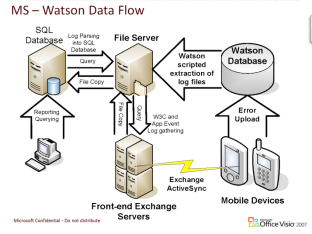 MS – Watson Data Flow
SQL
Database
Log Parsing
into SQL
Database
Query
File Copy
File Server
Watson
scripted
extraction of
log files
Watson
Database
Reporting
Querying
File Copy
Query
W3C and
App Event
Log gathering
Error
Upload
Exchange
ActiveSync
Front-end Exchange
Servers
Mobile Devices
Microsoft Confidential - Do not distribute
Microsoft
Office Visio 2007